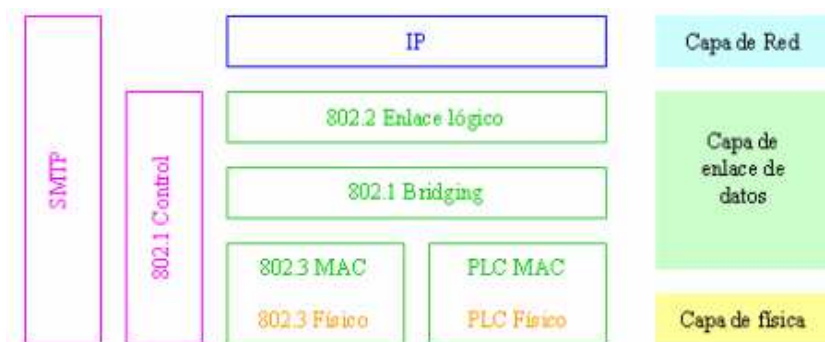 SMTP
802.1 Control
IP
802.2 Enlace lógico
802.1 Bridging
802.3 MAC
802.3 Físico
PLC MAC
PLC Físico
Capa de Red
Capa de
enlace de
datos
Capa de física